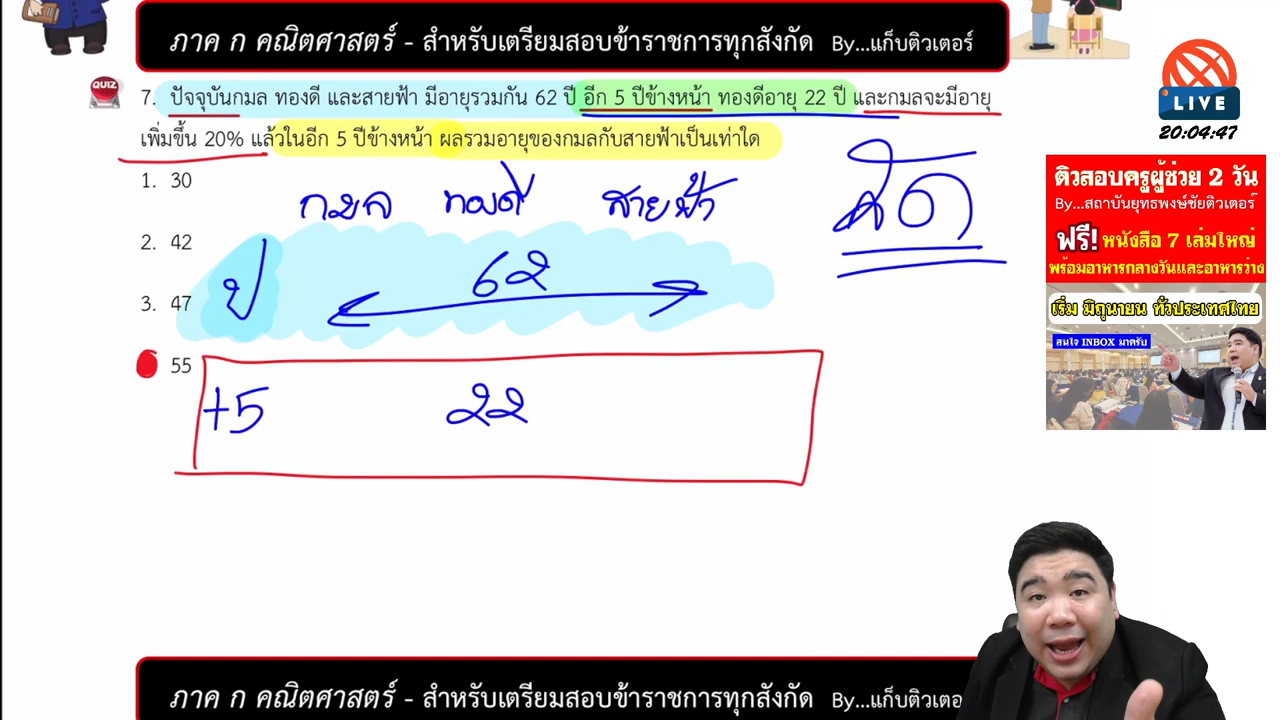 ภาค ก คณิตศาสตร์ - สำหรับเตรียมสอบข้าราชการทุกสังกัด By...แก็บติวเตอร์
QUIZ
7. ปัจจุบันกมล ทองดี และสายฟ้า มีอายุรวมกัน 62 ปี อีก 5 ปีข้างหน้า ทองดีอายุ 22 ปี และกมลจะมีอายุ
เพิ่มขึ้น 20% แล้วในอีก 5 ปีข้างหน้า ผลรวมอายุของกมลกับสายฟ้าเป็นเท่าใด
1. 30
2. 42
3. 47
55
กมล ทองดี สายฟ้า
ป 62
+5 22
LIVE
20:04:47
ติวสอบครูผู้ช่วย 2 วัน
By...สถาบันยุทธพงษ์ชัยติวเตอร์
ฟรี! หนังสือ 7 เล่มใหญ่
พร้อมอาหารกลางวันและอาหารว่าง
เริ่ม มิถุนายน ทั่วประเทศไทย
สนใจ INBOX มาครับ
ภาค ก คณิตศาสตร์ - สำหรับเตรียมสอบข้าราชการทุกสังกัด By...แก็บติวเตอ